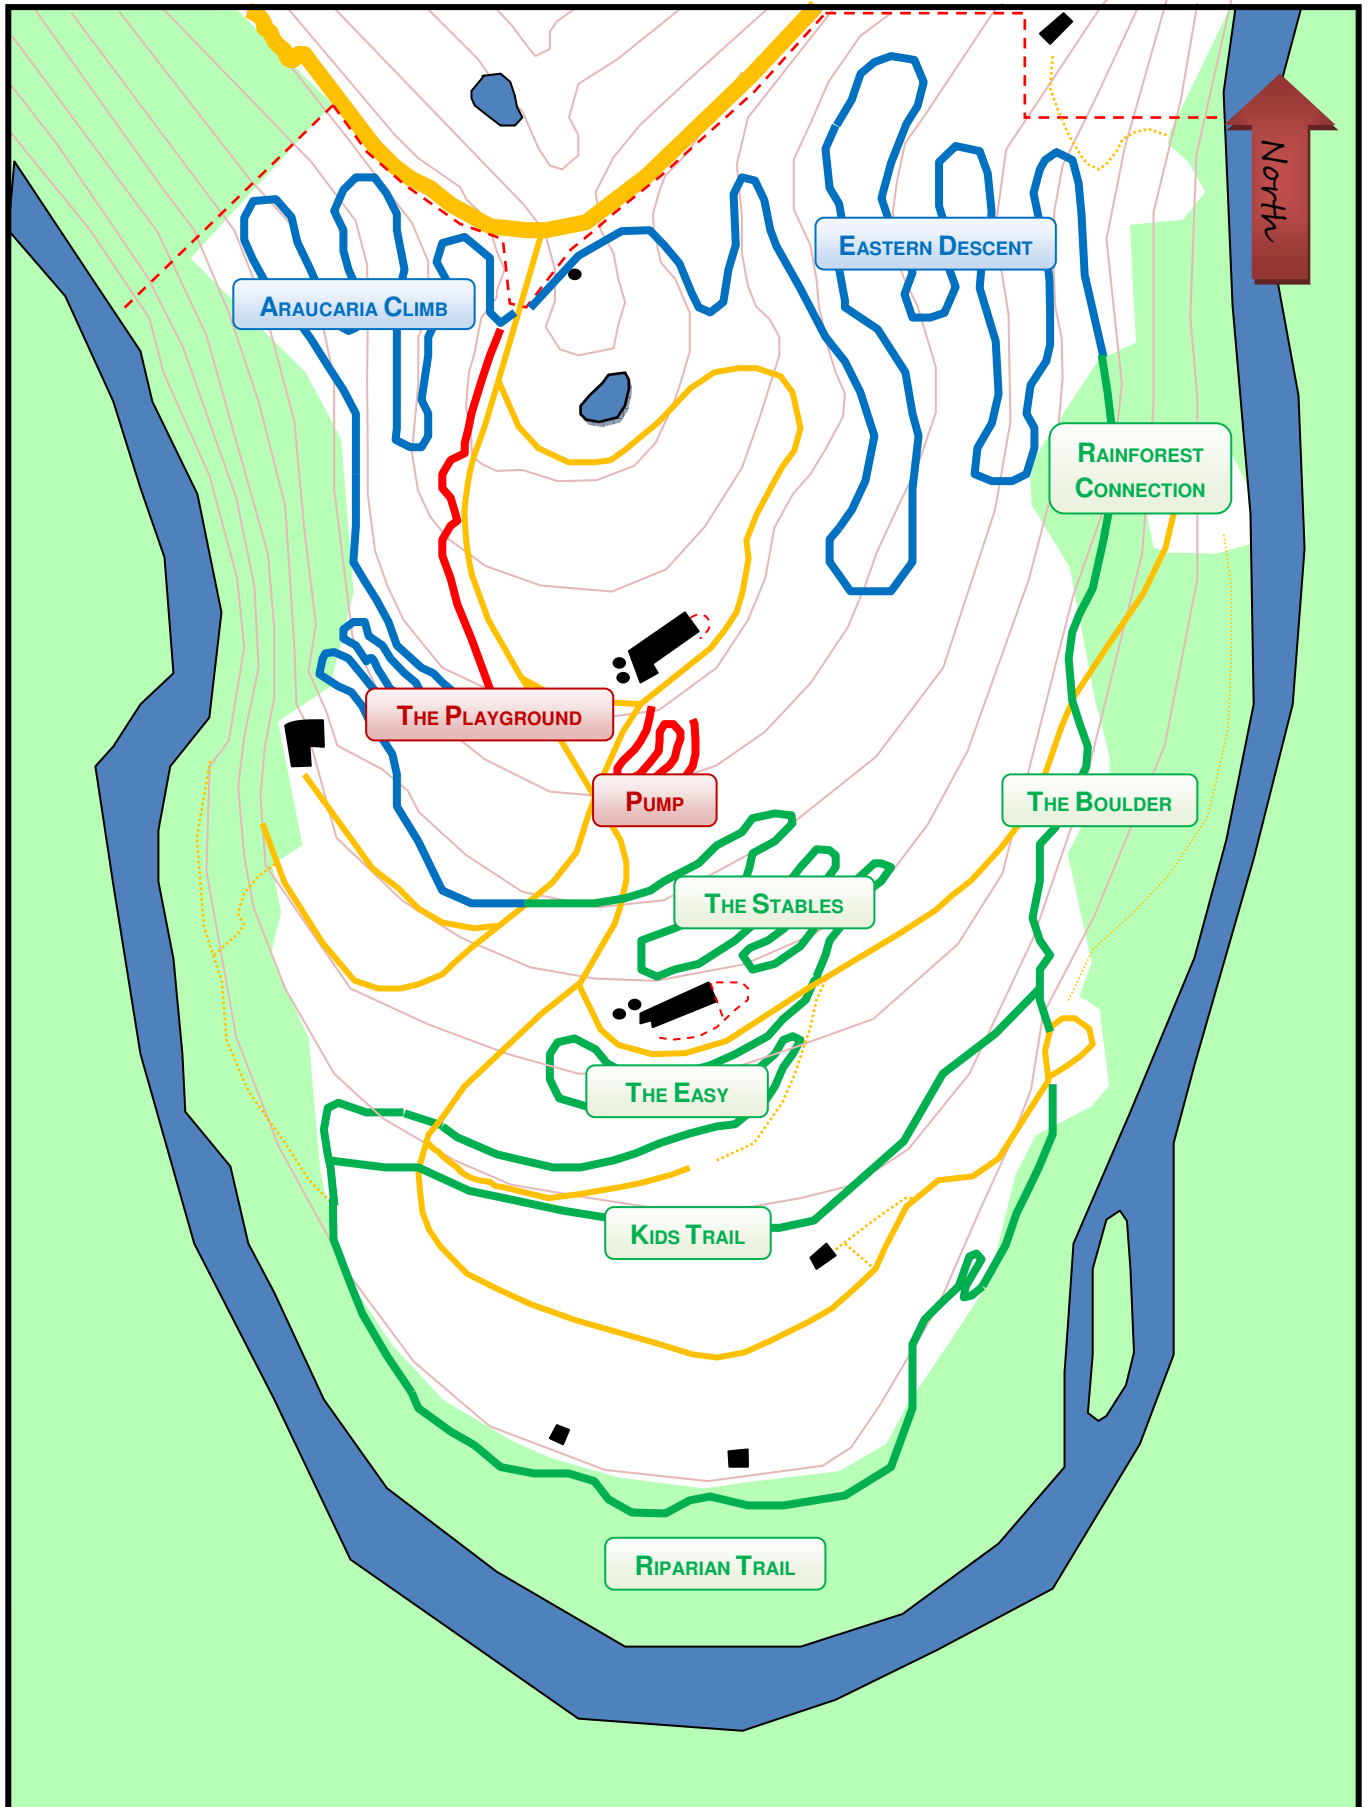 North
EASTERN DESCENT
ARAUCARIA CLIMB
RAINFOREST
CONNECTION
THE PLAYGROUND
PUMP
THE BOULDER
THE STABLES
THE EASY
KIDS TRAIL
RIPARIAN TRAIL